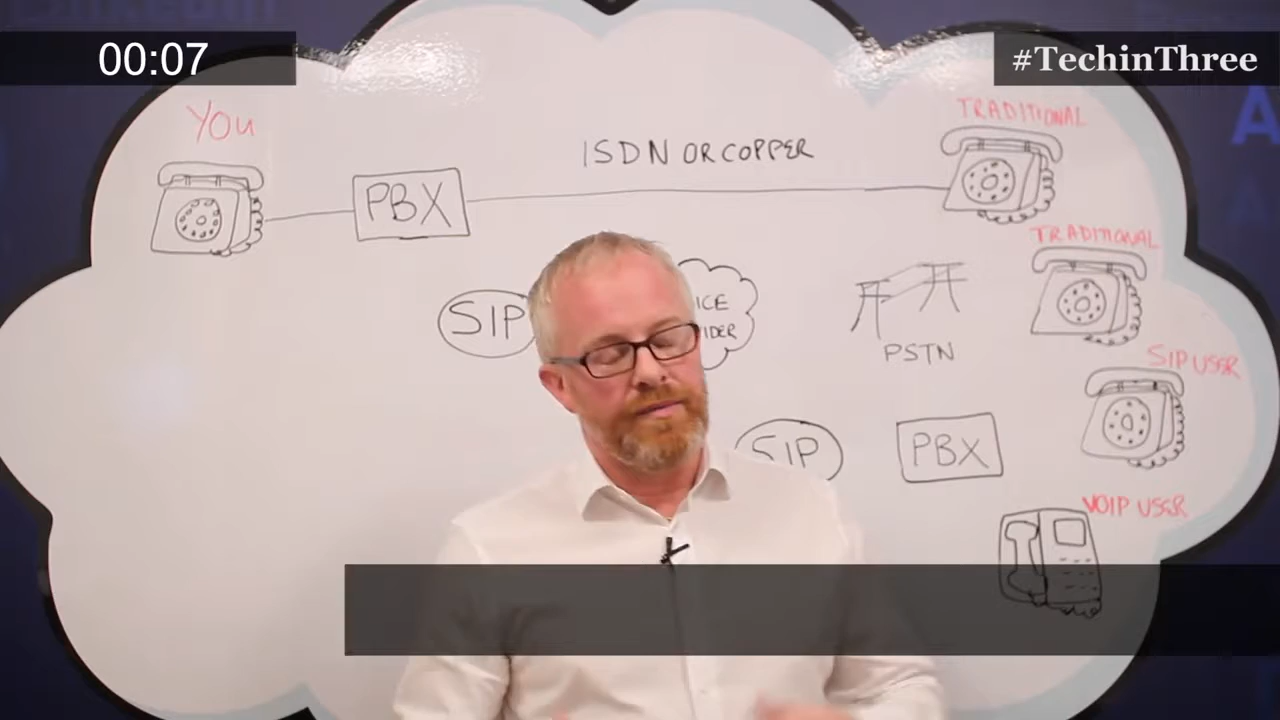 00:07
#TechinThree
YOU
TRADITIONAL
ISDN OR COPPER
PBX
TRADITIONAL
SIP
PSTN
SIP USER
SIP
PBX
VOIP USER